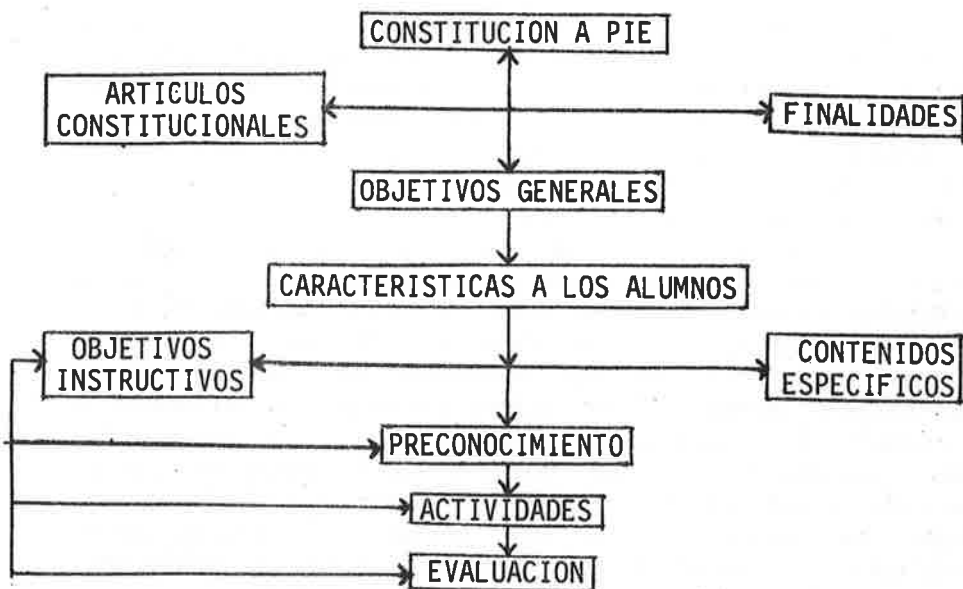 CONSTITUCION A PIE
ARTICULOS
CONSTITUCIONALES
FINALIDADES
OBJETIVOS GENERALES
CARACTERISTICAS A LOS ALUMNOS
OBJETIVOS
INSTRUCTIVOS
CONTENIDOS
ESPECIFICOS
PRECONOCIMIENTO
ACTIVIDADES
EVALUACION